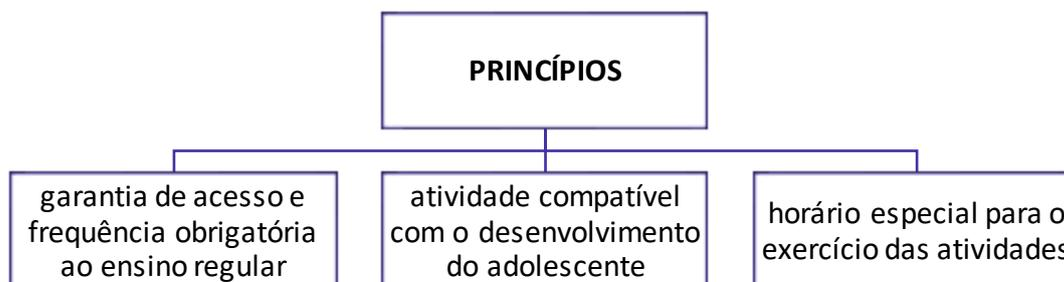 PRINCÍPIOS
garantia de acesso e
frequência obrigatória
ao ensino regular
atividade compatível
com o desenvolvimento
do adolescente
horário especial para o
exercício das atividades